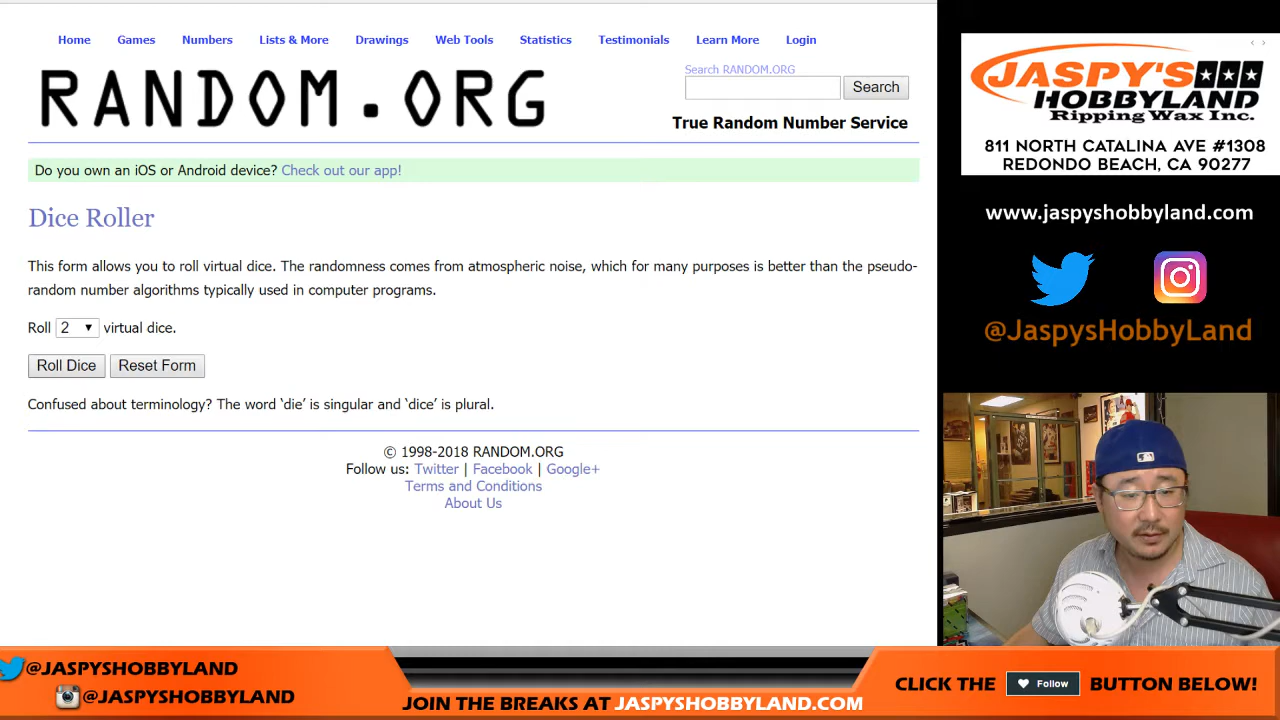 Home Games Numbers Lists & More Drawings Web Tools Statistics Testimonials Learn More Login
RANDOM.ORG
Search RANDOM.ORG
Search
True Random Number Service
Do you own an iOS or Android device? Check out our app!
Dice Roller
This form allows you to roll virtual dice. The randomness comes from atmospheric noise, which for many purposes is better than the pseudo-
random number algorithms typically used in computer programs.
Roll 2 virtual dice.
Roll Dice Reset Form
Confused about terminology? The word ‘die’ is singular and ‘dice’ is plural.
© 1998-2018 RANDOM.ORG
Follow us: Twitter | Facebook | Google+
Terms and Conditions
About Us
JASPY'S
HOBBYLAND
Ripping Wax Inc.
811 NORTH CATALINA AVE #1308
REDONDO BEACH, CA 90277
www.jaspyshobbyland.com
@JaspysHobbyLand
@JASPYSHOBBYLAND
@JASPYSHOBBYLAND
JOIN THE BREAKS AT JASPYSHOBBYLAND.COM
CLICK THE Follow BUTTON BELOW!